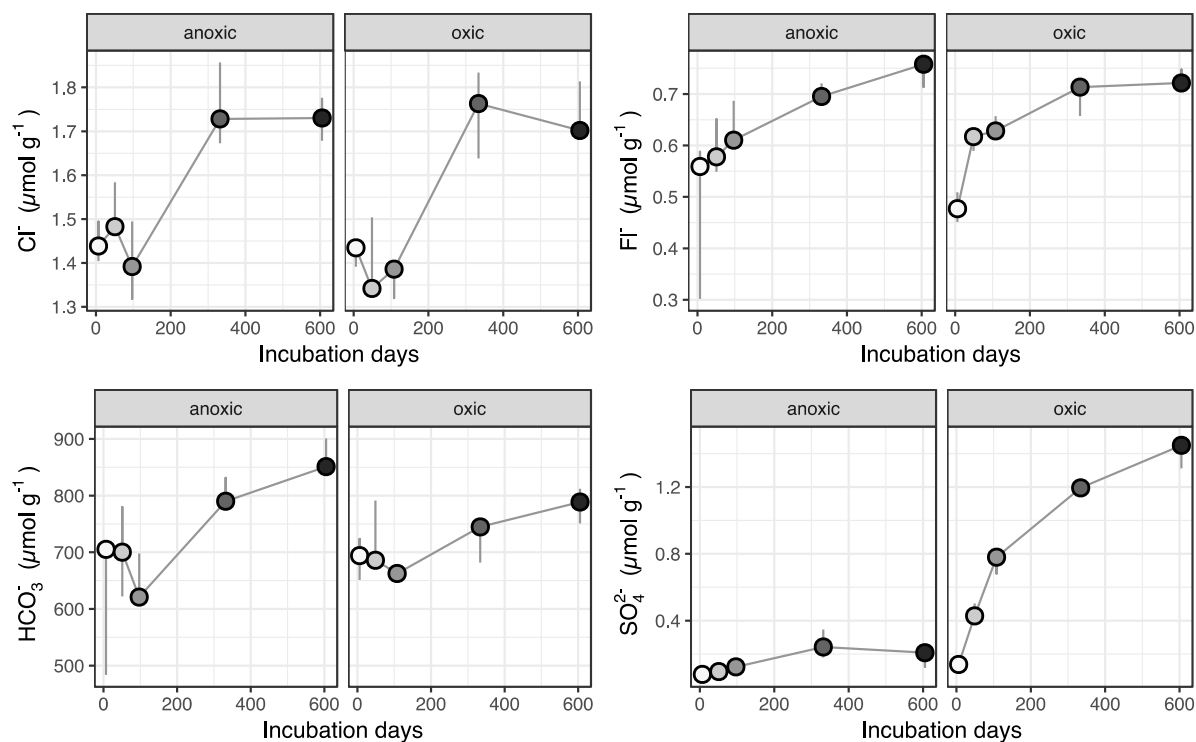 anoxic oxic
Cl⁻ (µmol g⁻¹)
1.8
1.7
1.6
1.5
1.4
1.3
0 200 400 600 0 200 400 600
Incubation days
anoxic oxic
Fl⁻ (µmol g⁻¹)
0.7
0.6
0.5
0.4
0.3
0 200 400 600 0 200 400 600
Incubation days
anoxic oxic
HCO₃⁻ (µmol g⁻¹)
900
800
700
600
500
0 200 400 600 0 200 400 600
Incubation days
anoxic oxic
SO₄²⁻ (µmol g⁻¹)
1.2
0.8
0.4
0 200 400 600 0 200 400 600
Incubation days